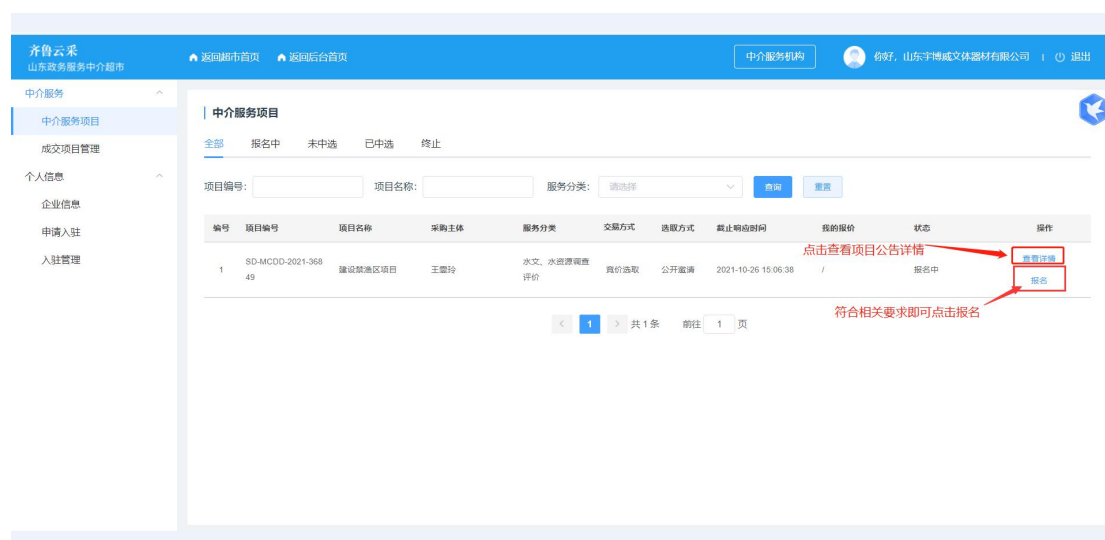 齐鲁云采
山东政务服务中介超市
返回超市首页 返回后台首页 中介服务机构 你好，山东宇博威文体器材有限公司 | 退出
中介服务
中介服务项目
成交项目管理
个人信息
企业信息
申请入驻
入驻管理
中介服务项目
全部 报名中 未中选 已中选 终止
项目编号: 项目名称: 服务分类: 请选择 查询 重置
编号 项目编号 项目名称 采购主体 服务分类 交易方式 选取方式 截止响应时间 我的报价 状态 操作
点击查看项目公告详情
1 SD-MCDD-2021-368 建设禁渔区项目 水文、水资源调查 竞价选取 公开邀请 2021-10-26 15:06:38 / 报名中 查看详情
49 评价 报名
符合相关要求即可点击报名
< 1 > 共 1 条 前往 1 页